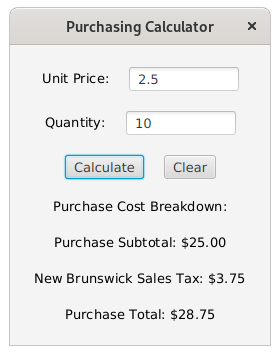 Purchasing Calculator ×
Unit Price: 2.5
Quantity: 10
Calculate Clear
Purchase Cost Breakdown:
Purchase Subtotal: $25.00
New Brunswick Sales Tax: $3.75
Purchase Total: $28.75